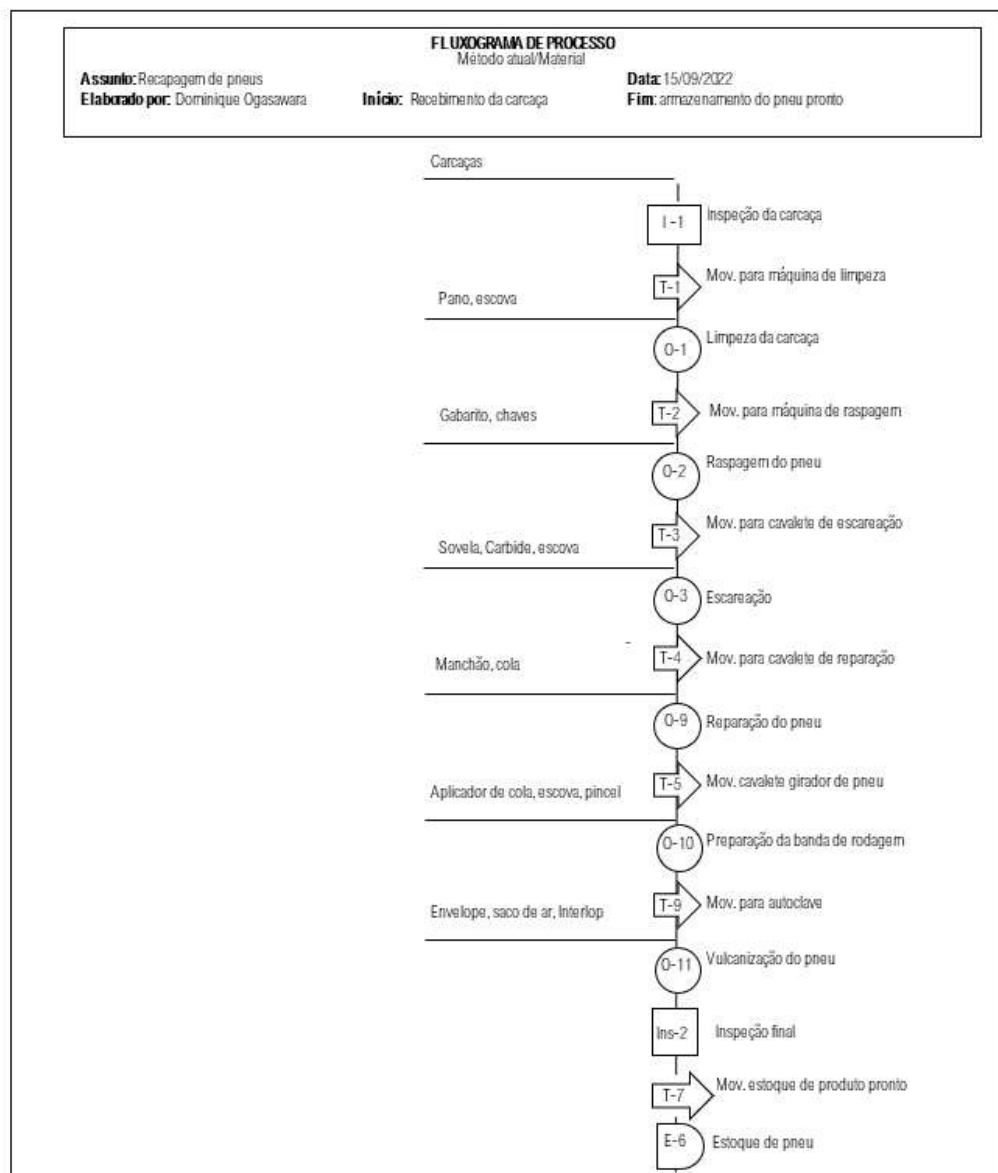 FLUXOGRAMA DE PROCESSO
Método atual/Material
Assunto: Recapagem de pneus
Data: 15/09/2022
Elaborado por: Dominique Ogasawara
Início: Recebimento da carcaça
Fim: armazenamento do pneu pronto
Carcaças
I-1
Inspeção da carcaça
T-1
Mov. para máquina de limpeza
Pano, escova
O-1
Limpeza da carcaça
Gabarito, chaves
T-2
Mov. para máquina de raspagem
O-2
Raspagem do pneu
Sovela, Carbide, escova
T-3
Mov. para cavalete de escareação
O-3
Escareação
Manchão, cola
T-4
Mov. para cavalete de reparação
O-9
Reparação do pneu
Aplicador de cola, escova, pincel
T-5
Mov. cavalete girador de pneu
O-10
Preparação da banda de rodagem
Envelope, saco de ar, Interlop
T-9
Mov. para autoclave
O-11
Vulcanização do pneu
Ins-2
Inspeção final
T-7
Mov. estoque de produto pronto
E-6
Estoque de pneu